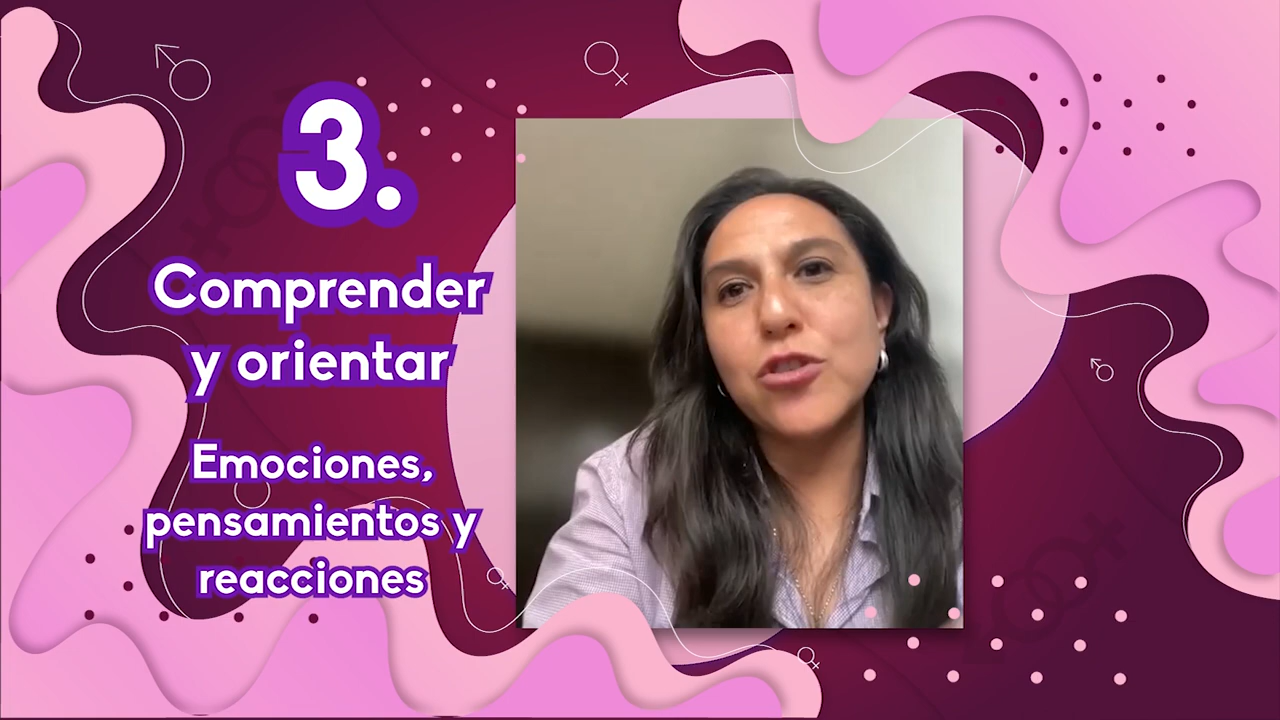 3.
Comprender
y orientar
Emociones,
pensamientos y
reacciones